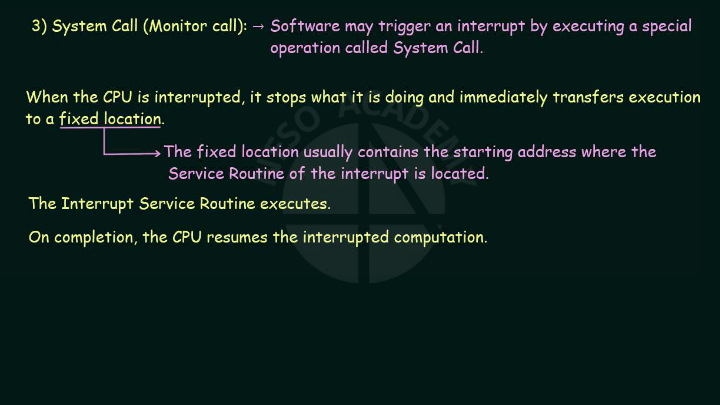 3) System Call (Monitor call): → Software may trigger an interrupt by executing a special
operation called System Call.
When the CPU is interrupted, it stops what it is doing and immediately transfers execution
to a fixed location.
The fixed location usually contains the starting address where the
Service Routine of the interrupt is located.
The Interrupt Service Routine executes.
On completion, the CPU resumes the interrupted computation.
NESO ACADEMY